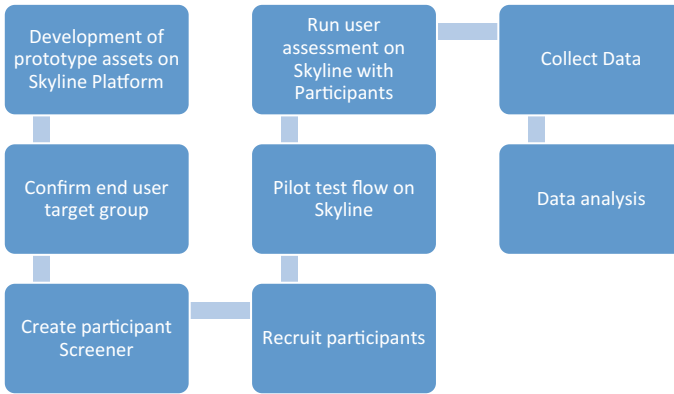 Development of
prototype assets on
Skyline Platform
Confirm end user
target group
Create participant
Screener
Recruit participants
Pilot test flow on
Skyline
Run user
assessment on
Skyline with
Participants
Collect Data
Data analysis